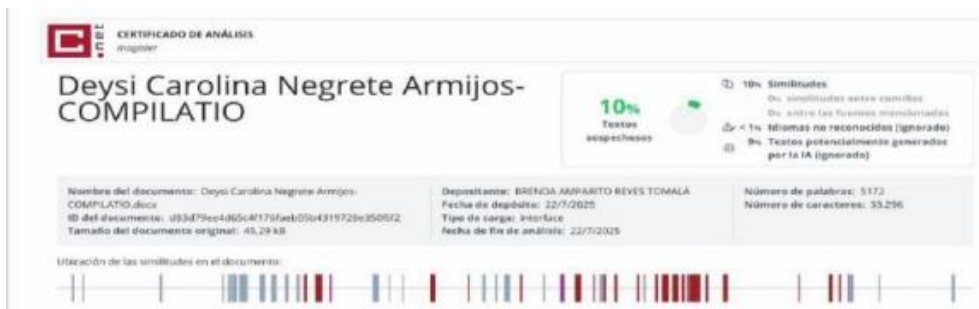 CERTIFICADO DE ANÁLISIS
magister
Deysi Carolina Negrete Armijos-
COMPILATIO
10%
Textos
sospechosos
10% Similitudes
0% similitudes entre comillas
0% entre las fuentes mencionadas
< 1% Idiomas no reconocidos (ignorado)
9% Textos potencialmente generados
por la IA (ignorado)
Nombre del documento: Deysi Carolina Negrete Armijos-
COMPILATIO.docx
ID del documento:
Tamaño del documento original: 45,29 kB
Depositante: BRENDA AMPARITO REYES TOMALÁ
Fecha de depósito: 22/7/2025
Tipo de carga: interface
fecha de fin de análisis: 22/7/2025
Número de palabras: 5172
Número de caracteres: 33.296
Ubicación de las similitudes en el documento: